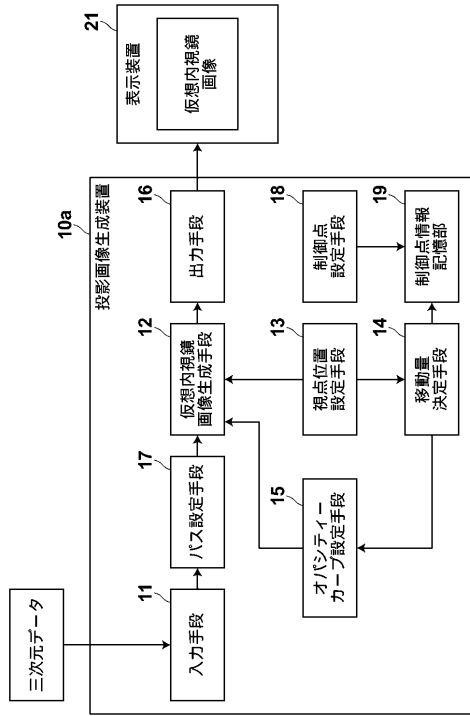 三次元データ
10a
投影画像生成装置
11
入力手段
17
パス設定手段
12
仮想内視鏡
画像生成手段
16
出力手段
21
表示装置
仮想内視鏡
画像
15
オパシティー
カーブ設定手段
13
視点位置
設定手段
18
制御点
設定手段
14
移動量
決定手段
19
制御点情報
記憶部